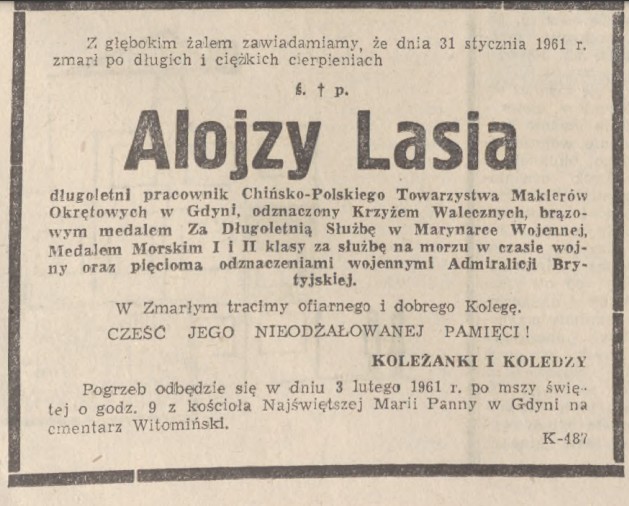 Z głębokim żalem zawiadamiamy, że dnia 31 stycznia 1961 r.
zmarł po długich i ciężkich cierpieniach
ś. † p.
Alojzy Lasia
długoletni pracownik Chińsko-Polskiego Towarzystwa Maklerów
Okrętowych w Gdyni, odznaczony Krzyżem Walecznych, brązo-
wym medalem Za Długoletnią Służbę w Marynarce Wojennej,
Medalem Morskim I i II klasy za służbę na morzu w czasie woj-
ny oraz pięcioma odznaczeniami wojennymi Admiralicji Bry-
tyjskiej.
W Zmarłym tracimy ofiarnego i dobrego Kolegę.
CZEŚĆ JEGO NIEODŻAŁOWANEJ PAMIĘCI!
KOLEŻANKI I KOLEDZY
Pogrzeb odbędzie się w dniu 3 lutego 1961 r. po mszy świę-
tej o godz. 9 z kościoła Najświętszej Marii Panny w Gdyni na
cmentarz Witomiński.
K-487